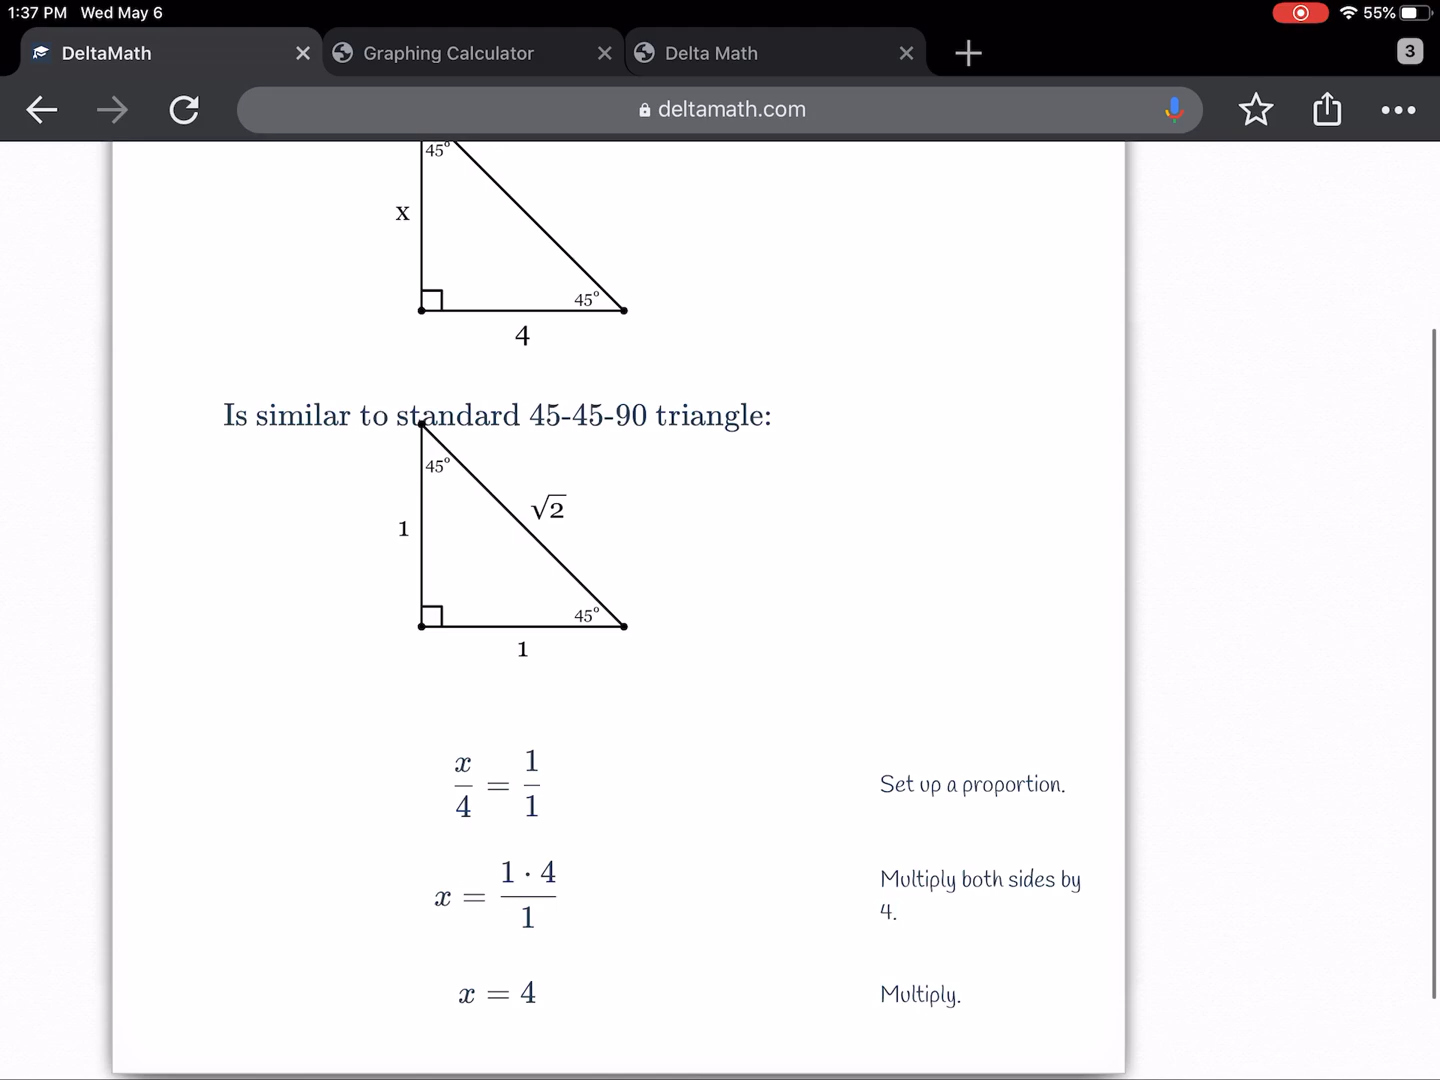 1:37 PM Wed May 6 55%
DeltaMath Graphing Calculator Delta Math 3
deltamath.com
45°
x
45°
4
Is similar to standard 45-45-90 triangle:
45°
√2
1
45°
1
x/4 = 1/1 Set up a proportion.
x = 1 · 4/1 Multiply both sides by
4.
x = 4 Multiply.